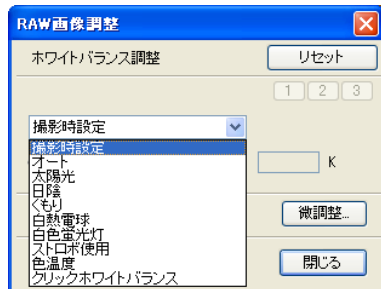 RAW画像調整
ホワイトバランス調整
リセット
1 2 3
撮影時設定
撮影時設定
オート
太陽光
日陰
くもり
白熱電球
白色蛍光灯
ストロボ使用
色温度
クリックホワイトバランス
K
微調整...
閉じる